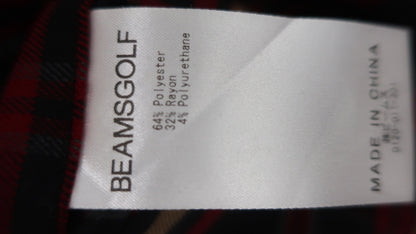 BEAMSGOLF
64% Polyester
32% Rayon
4% Polyurethane
MADE IN CHINA